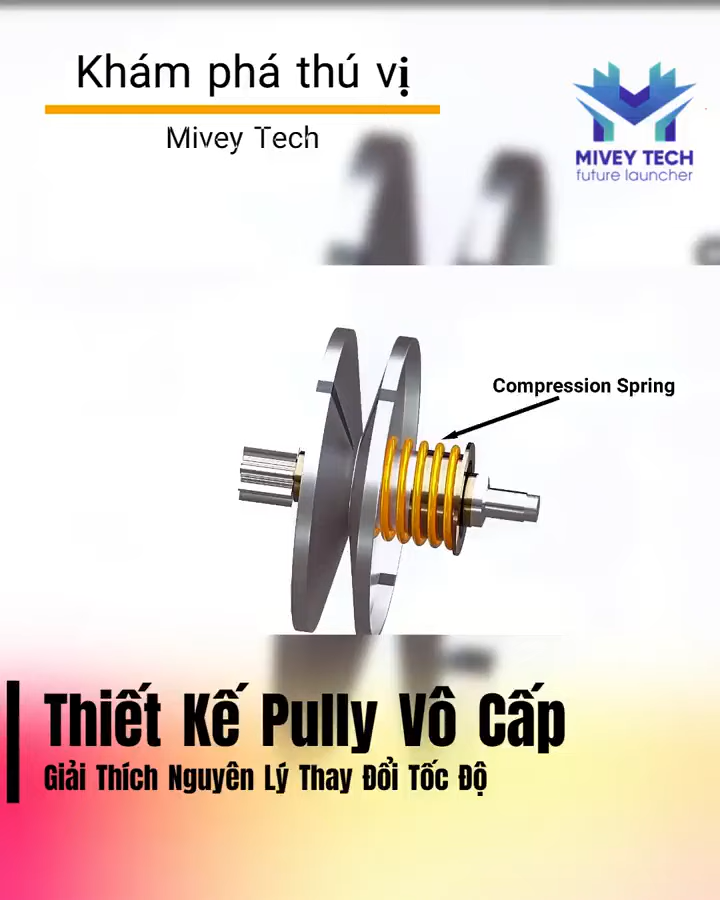 Khám phá thú vị
Mivey Tech
MIVEY TECH
future launcher
Compression Spring
Thiết Kế Pully Vô Cấp
Giải Thích Nguyên Lý Thay Đổi Tốc Độ